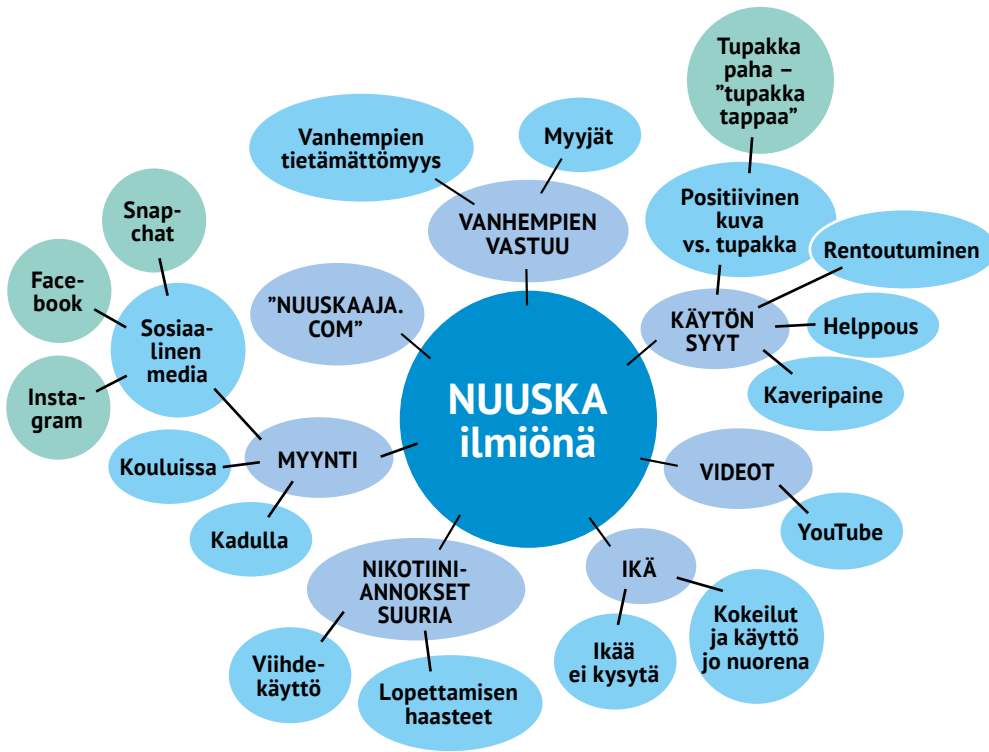 NUUSKA
ilmiönä
VANHEMPIEN
VASTUU
Vanhempien
tietämättömyys
Myyjät
KÄYTÖN
SYYT
Positiivinen
kuva
vs. tupakka
Tupakka
paha –
”tupakka
tappaa”
Rentoutuminen
Helppous
Kaveripaine
VIDEOT
YouTube
IKÄ
Kokeilut
ja käyttö
jo nuorena
Ikää
ei kysytä
NIKOTIINI-
ANNOKSET
SUURIA
Lopettamisen
haasteet
Viihde-
käyttö
MYYNTI
Kadulla
Kouluissa
Sosiaa-
linen
media
Insta-
gram
Face-
book
Snap-
chat
”NUUSKAAJA.
COM”